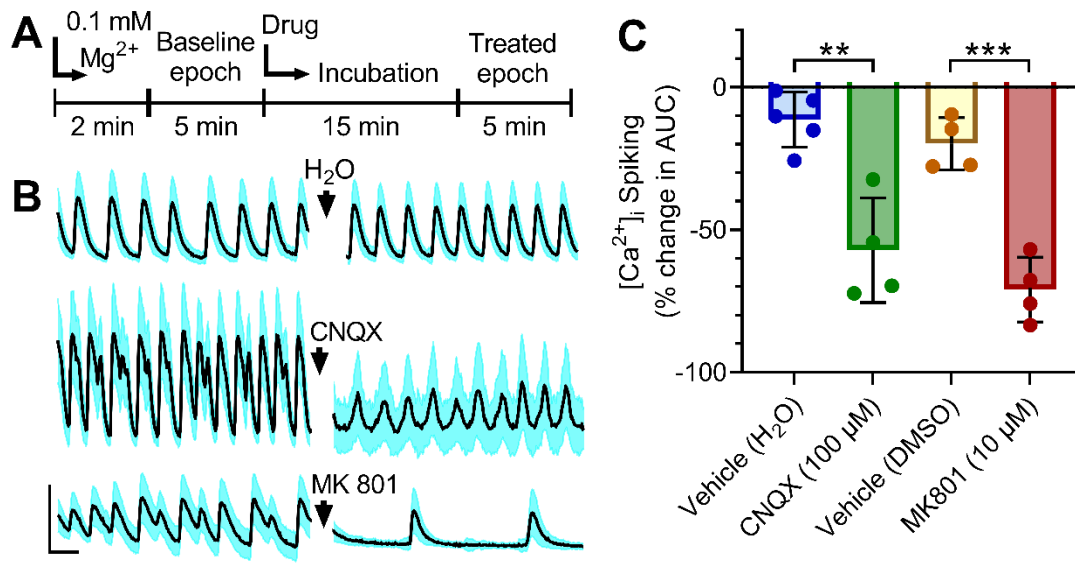 A
0.1 mM
Mg2+
Baseline
epoch
Drug
Incubation
Treated
epoch
2 min
5 min
15 min
5 min
B
H2O
CNQX
MK 801
C
** ***
0
-50
-100
[Ca2+]i Spiking
(% change in AUC)
Vehicle (H2O)
CNQX (100 µM)
Vehicle (DMSO)
MK801 (10 µM)